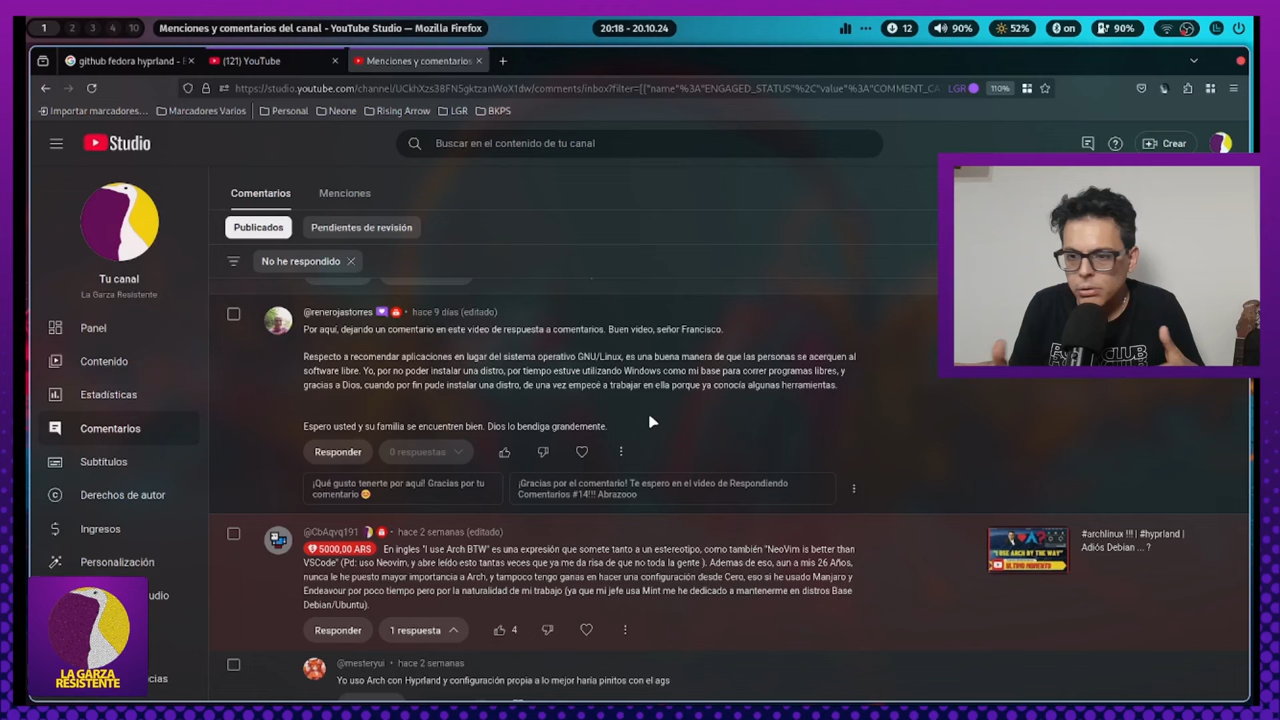 1 2 3 4 10 Menciones y comentarios del canal - YouTube Studio — Mozilla Firefox 20:18 - 20.10.24 12 90% 52% on 90%
github fedora hyprland - (121) YouTube Menciones y comentarios
https://studio.youtube.com/channel/UCkhXzs38FN5gktzanWoX1dw/comments/inbox?filter=[{"name"%3A"ENGAGED_STATUS"%2C"value"%3A"COMMENT_CA LGR 110%
Importar marcadores... Marcadores Varios Personal Neone Rising Arrow LGR BKPS
Studio
Buscar en el contenido de tu canal
Crear
Comentarios Menciones
Publicados Pendientes de revisión
No he respondido
Tu canal
La Garza Resistente
Panel
Contenido
Estadísticas
Comentarios
Subtítulos
Derechos de autor
Ingresos
Personalización
@renerojastorres • hace 9 días (editado)
Por aquí, dejando un comentario en este video de respuesta a comentarios. Buen video, señor Francisco.
Respecto a recomendar aplicaciones en lugar del sistema operativo GNU/Linux, es una buena manera de que las personas se acerquen al
software libre. Yo, por no poder instalar una distro, por tiempo estuve utilizando Windows como mi base para correr programas libres, y
gracias a Dios, cuando por fin pude instalar una distro, de una vez empecé a trabajar en ella porque ya conocía algunas herramientas.
Espero usted y su familia se encuentren bien. Dios lo bendiga grandemente.
Responder 0 respuestas
¡Qué gusto tenerte por aquí! Gracias por tu
comentario 😊
¡Gracias por el comentario! Te espero en el video de Respondiendo
Comentarios #14!!! Abrazooo
@CbAqvq191 • hace 2 semanas (editado)
5000,00 ARS En ingles "I use Arch BTW" es una expresión que somete tanto a un estereotipo, como también "NeoVim is better than
VSCode" (Pd: uso Neovim, y abre leído esto tantas veces que ya me da risa de que no toda la gente ). Ademas de eso, aun a mis 26 Años,
nunca le he puesto mayor importancia a Arch, y tampoco tengo ganas en hacer una configuración desde Cero, eso si he usado Manjaro y
Endeavour por poco tiempo pero por la naturalidad de mi trabajo (ya que mi jefe usa Mint me he dedicado a mantenerme en distros Base
Debian/Ubuntu).
Responder 1 respuesta 4
#archlinux !!! | #hyprland |
Adiós Debian ... ?
"I USE ARCH BY THE WAY"
ULTIMO MOMENTO
@mesteryui • hace 2 semanas
Yo uso Arch con Hyprland y configuración propia a lo mejor haría pinitos con el ags
LA GARZA
RESISTENTE